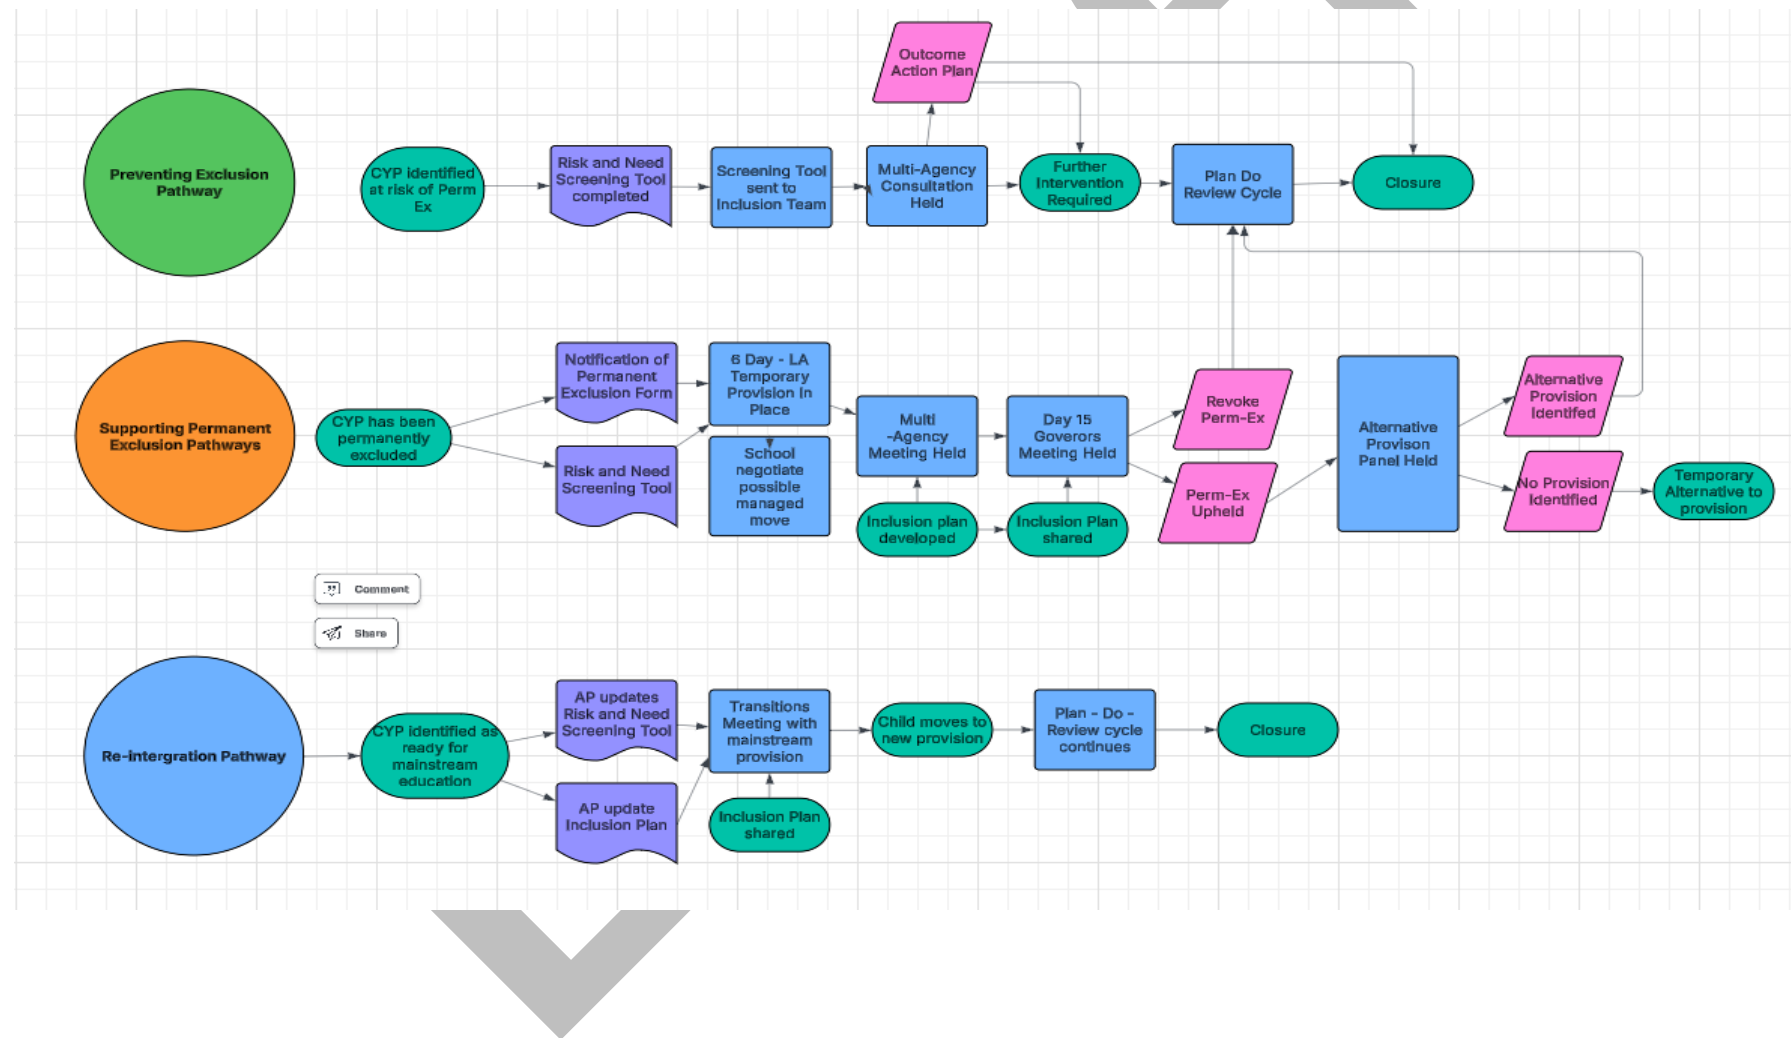 Outcome
Action Plan
Preventing Exclusion
Pathway
CYP identified
at risk of Perm
Ex
Risk and Need
Screening Tool
completed
Screening Tool
sent to
Inclusion Team
Multi-Agency
Consultation
Held
Further
Intervention
Required
Plan Do
Review Cycle
Closure
Supporting Permanent
Exclusion Pathways
CYP has been
permanently
excluded
Notification of
Permanent
Exclusion Form
Risk and Need
Screening Tool
6 Day - LA
Temporary
Provision In
Place
School
negotiate
possible
managed
move
Multi
-Agency
Meeting Held
Inclusion plan
developed
Day 15
Goverors
Meeting Held
Inclusion Plan
shared
Revoke
Perm-Ex
Perm-Ex
Upheld
Alternative
Provison
Panel Held
Alternative
Provision
Identifed
No Provision
Identified
Temporary
Alternative to
provision
Comment
Share
Re-intergration Pathway
CYP identified as
ready for
mainstream
education
AP updates
Risk and Need
Screening Tool
AP update
Inclusion Plan
Transitions
Meeting with
mainstream
provision
Inclusion Plan
shared
Child moves to
new provision
Plan - Do -
Review cycle
continues
Closure